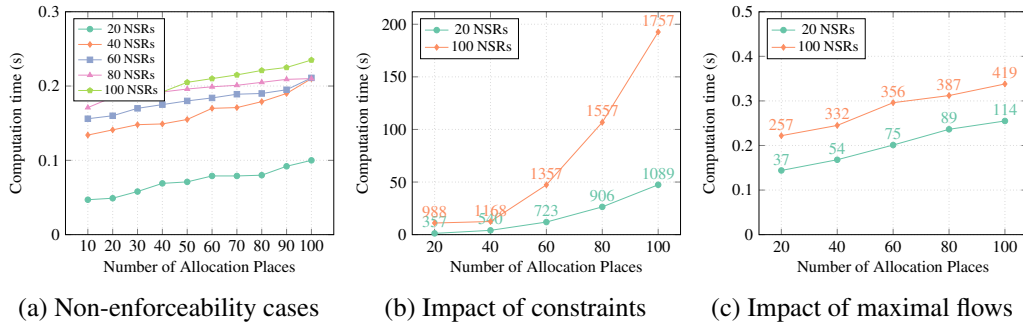 0.3
0.2
0.1
0
Computation time (s)
20 NSRs
40 NSRs
60 NSRs
80 NSRs
100 NSRs
10 20 30 40 50 60 70 80 90 100
Number of Allocation Places
(a) Non-enforceability cases
200
150
100
50
0
Computation time (s)
20 NSRs
100 NSRs
1757
1557
1357
1168
988
1089
906
723
540
20 40 60 80 100
Number of Allocation Places
(b) Impact of constraints
0.5
0.4
0.3
0.2
0.1
0
Computation time (s)
20 NSRs
100 NSRs
257 332 356 387 419
37 54 75 89 114
20 40 60 80 100
Number of Allocation Places
(c) Impact of maximal flows